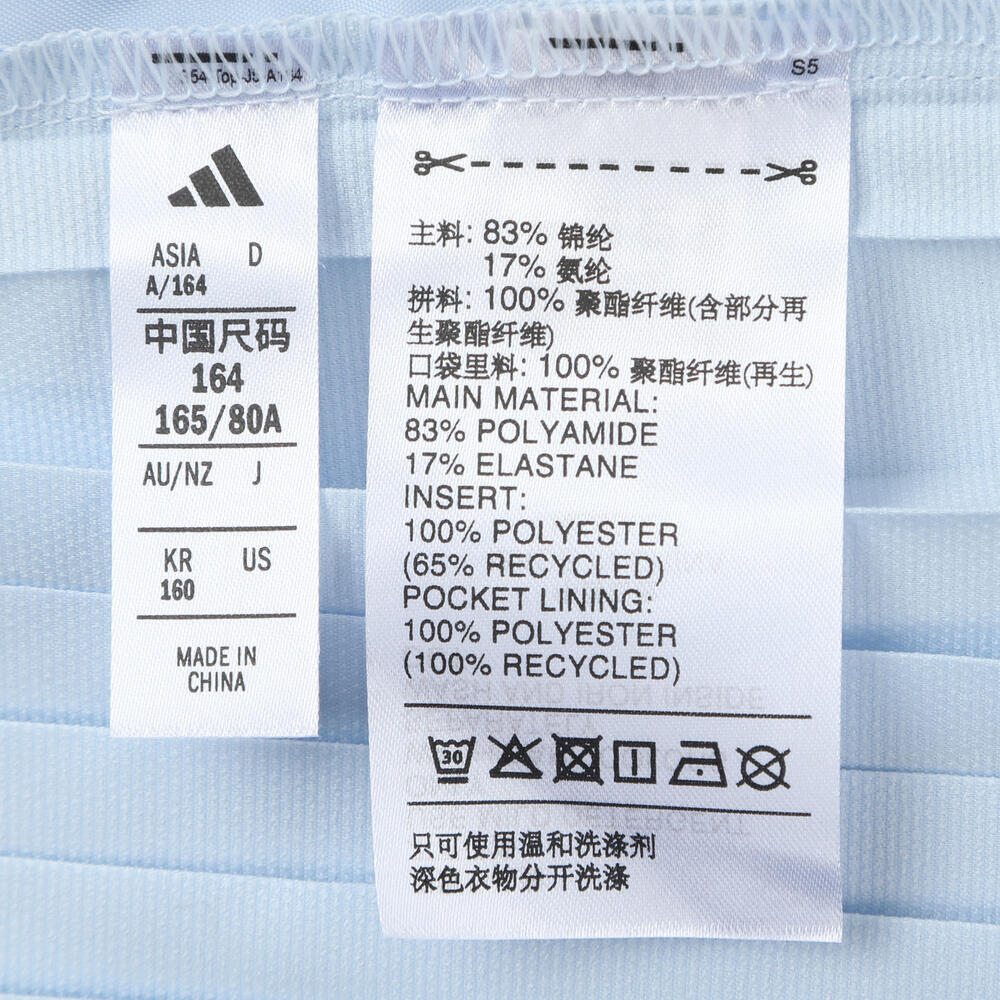 S5
ASIA D
A/164
中国尺码
164
165/80A
AU/NZ J
KR US
160
MADE IN
CHINA
主料: 83% 锦纶
17% 氨纶
拼料: 100% 聚酯纤维(含部分再
生聚酯纤维)
口袋里料: 100% 聚酯纤维(再生)
MAIN MATERIAL:
83% POLYAMIDE
17% ELASTANE
INSERT:
100% POLYESTER
(65% RECYCLED)
POCKET LINING:
100% POLYESTER
(100% RECYCLED)
30
只可使用温和洗涤剂
深色衣物分开洗涤